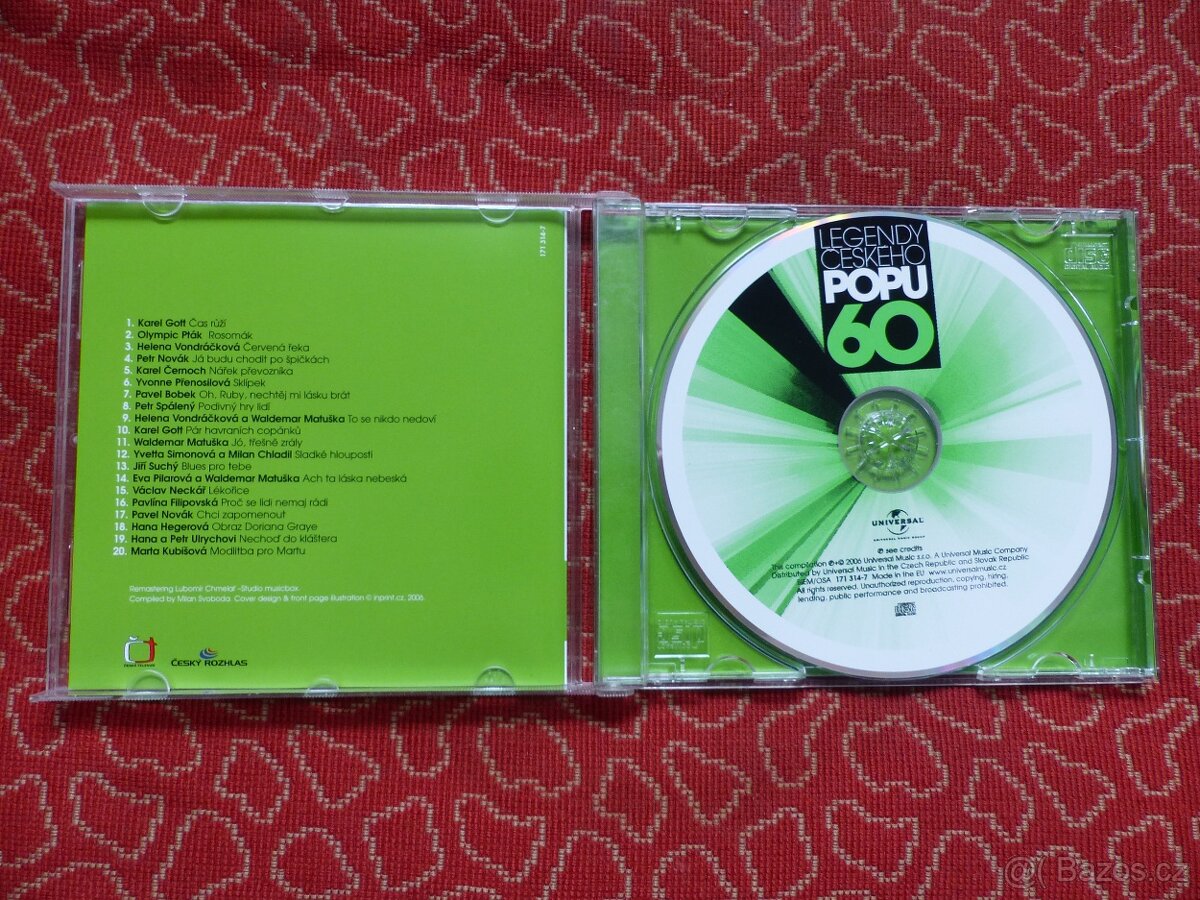 171 314-7
1. Karel Gott Čas růží
2. Olympic Pták Rosomák
3. Helena Vondráčková Červená řeka
4. Petr Novák Já budu chodit po špičkách
5. Karel Černoch Nářek převozníka
6. Yvonne Přenosilová Sklípek
7. Pavel Bobek Oh, Ruby, nechtěj mi lásku brát
8. Petr Spálený Podivný hry lidí
9. Helena Vondráčková a Waldemar Matuška To se nikdo nedoví
10. Karel Gott Pár havraních copánků
11. Waldemar Matuška Jó, třešně zrály
12. Yvetta Simonová a Milan Chladil Sladké hlouposti
13. Jiří Suchý Blues pro tebe
14. Eva Pilarová a Waldemar Matuška Ach ta láska nebeská
15. Václav Neckář Lékořice
16. Pavlína Filipovská Proč se lidi nemaj rádi
17. Pavel Novák Chci zapomenout
18. Hana Hegerová Obraz Doriana Graye
19. Hana a Petr Ulrychovi Nechoď do kláštera
20. Marta Kubišová Modlitba pro Martu
Remastering Lubomír Chmelař –Studio musicbox.
Compiled by Milan Svoboda. Cover design & front page illustration © inprint.cz, 2006.
ČESKÁ TELEVIZE
ČESKÝ ROZHLAS
LEGENDY
ČESKÉHO
POPU
60
UNIVERSAL
UNIVERSAL MUSIC GROUP
℗ see credits
This compilation ℗+© 2006 Universal Music s.r.o. A Universal Music Company
Distributed by Universal Music in the Czech Republic and Slovak Republic
BIEM/OSA 171 314-7 Made in the EU www.universalmusic.cz
All rights reserved. Unauthorized reproduction, copying, hiring,
lending, public performance and broadcasting prohibited.
© Bazos.cz